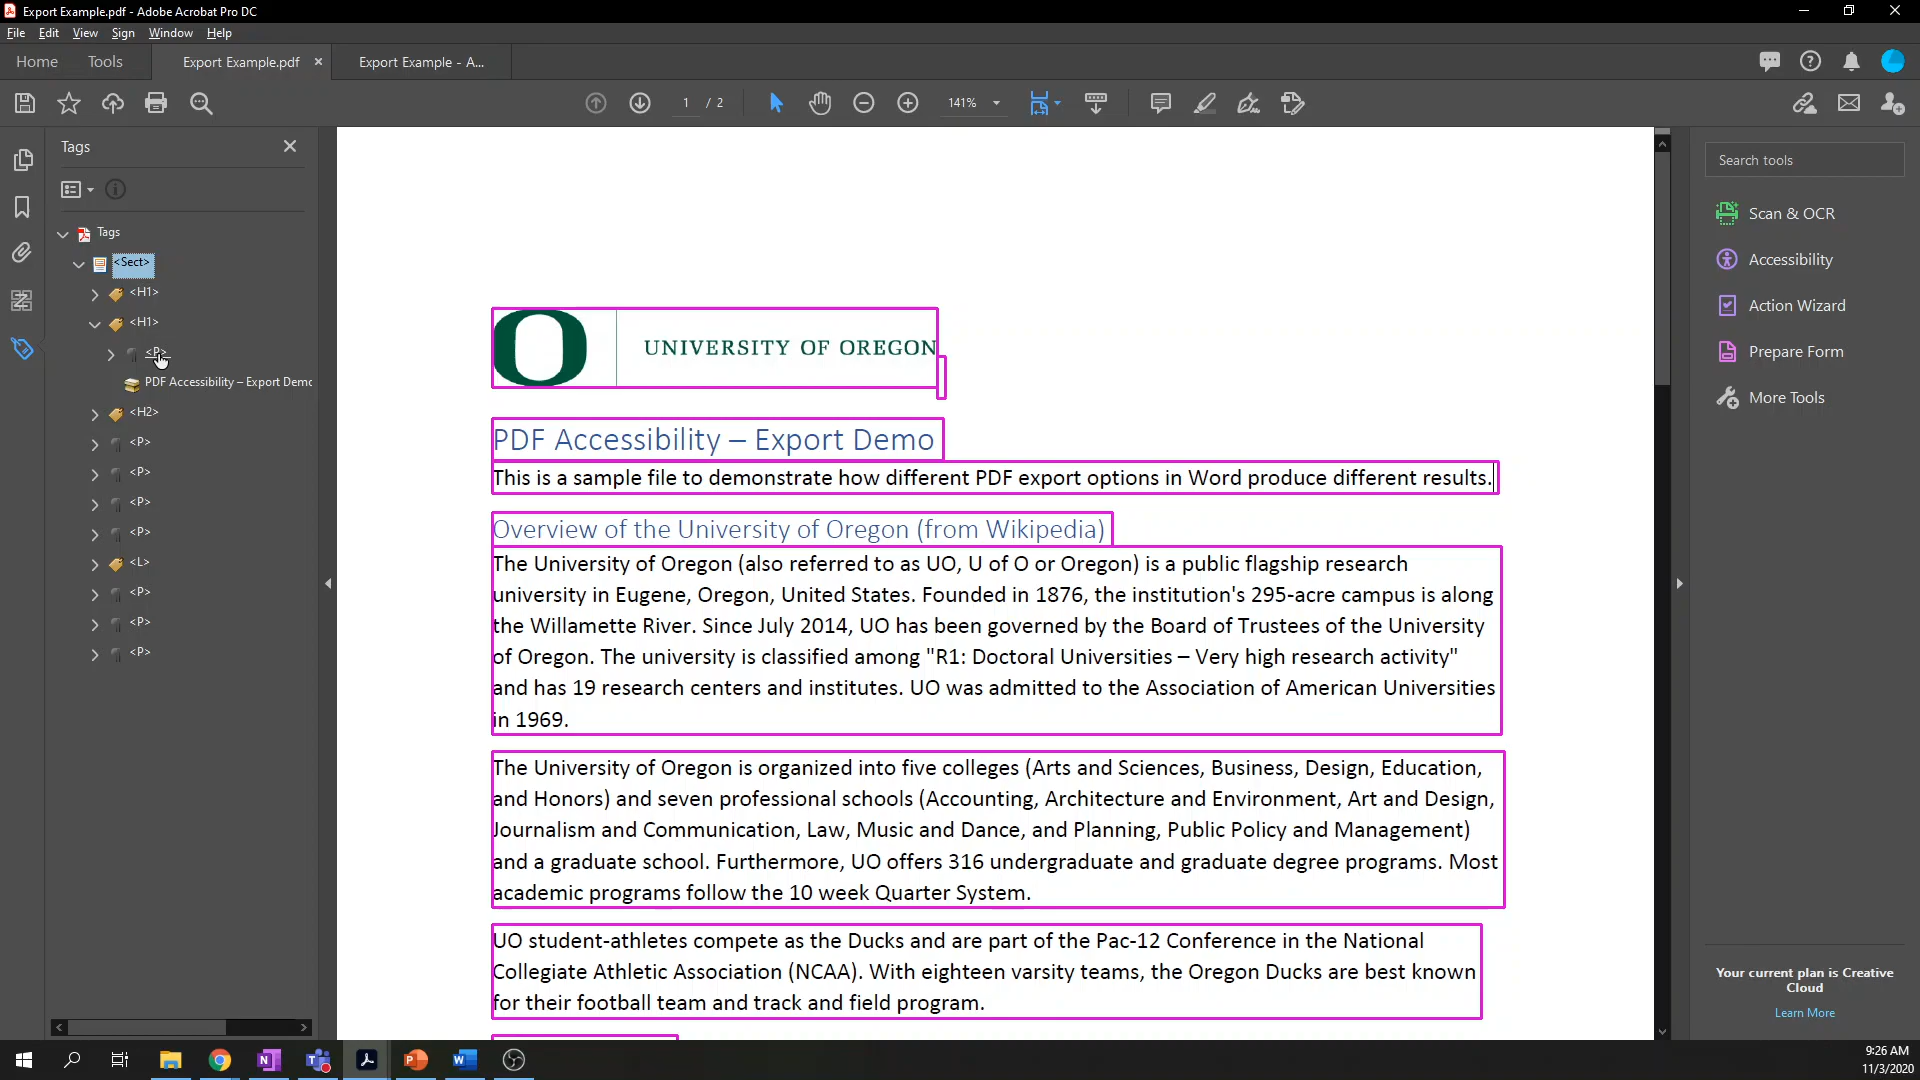 Export Example.pdf - Adobe Acrobat Pro DC
File Edit View Sign Window Help
Home Tools Export Example.pdf × Export Example - A...
1 / 2 141%
Tags
Tags
<Sect>
<H1>
<H1>
<P>
PDF Accessibility – Export Demo
<H2>
<P>
<P>
<P>
<P>
<L>
<P>
<P>
<P>
UNIVERSITY OF OREGON
PDF Accessibility – Export Demo
This is a sample file to demonstrate how different PDF export options in Word produce different results.
Overview of the University of Oregon (from Wikipedia)
The University of Oregon (also referred to as UO, U of O or Oregon) is a public flagship research
university in Eugene, Oregon, United States. Founded in 1876, the institution's 295-acre campus is along
the Willamette River. Since July 2014, UO has been governed by the Board of Trustees of the University
of Oregon. The university is classified among "R1: Doctoral Universities – Very high research activity"
and has 19 research centers and institutes. UO was admitted to the Association of American Universities
in 1969.
The University of Oregon is organized into five colleges (Arts and Sciences, Business, Design, Education,
and Honors) and seven professional schools (Accounting, Architecture and Environment, Art and Design,
Journalism and Communication, Law, Music and Dance, and Planning, Public Policy and Management)
and a graduate school. Furthermore, UO offers 316 undergraduate and graduate degree programs. Most
academic programs follow the 10 week Quarter System.
UO student-athletes compete as the Ducks and are part of the Pac-12 Conference in the National
Collegiate Athletic Association (NCAA). With eighteen varsity teams, the Oregon Ducks are best known
for their football team and track and field program.
Search tools
Scan & OCR
Accessibility
Action Wizard
Prepare Form
More Tools
Your current plan is Creative
Cloud
Learn More
9:26 AM
11/3/2020